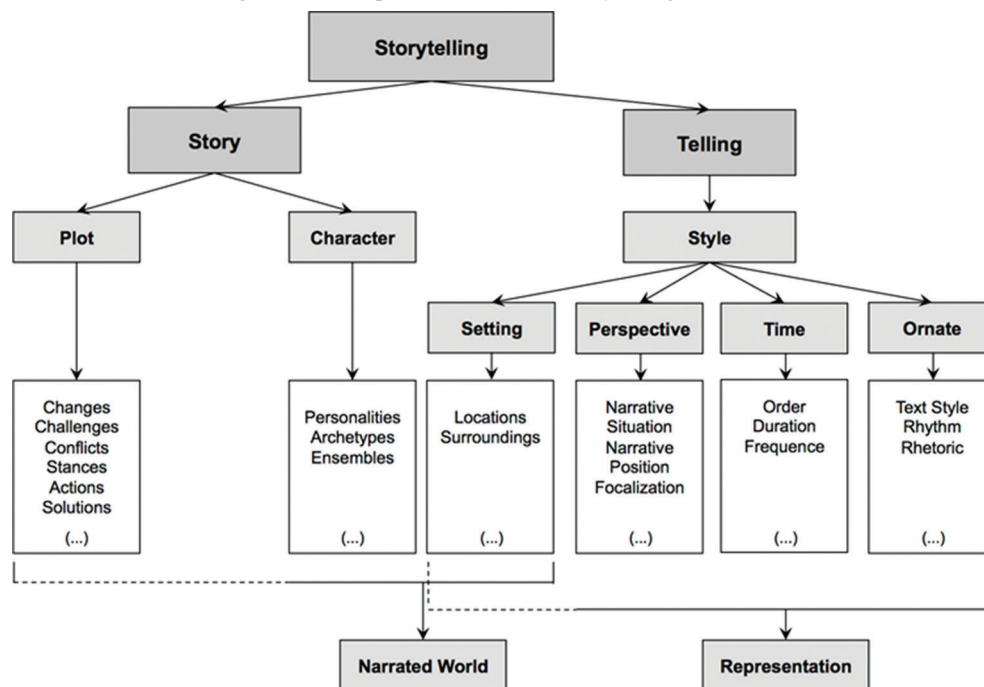 Storytelling
Story
Telling
Plot
Character
Style
Setting
Perspective
Time
Ornate
Changes
Challenges
Conflicts
Stances
Actions
Solutions
(...)
Personalities
Archetypes
Ensembles
(...)
Locations
Surroundings
(...)
Narrative
Situation
Narrative
Position
Focalization
(...)
Order
Duration
Frequence
(...)
Text Style
Rhythm
Rhetoric
(...)
Narrated World
Representation